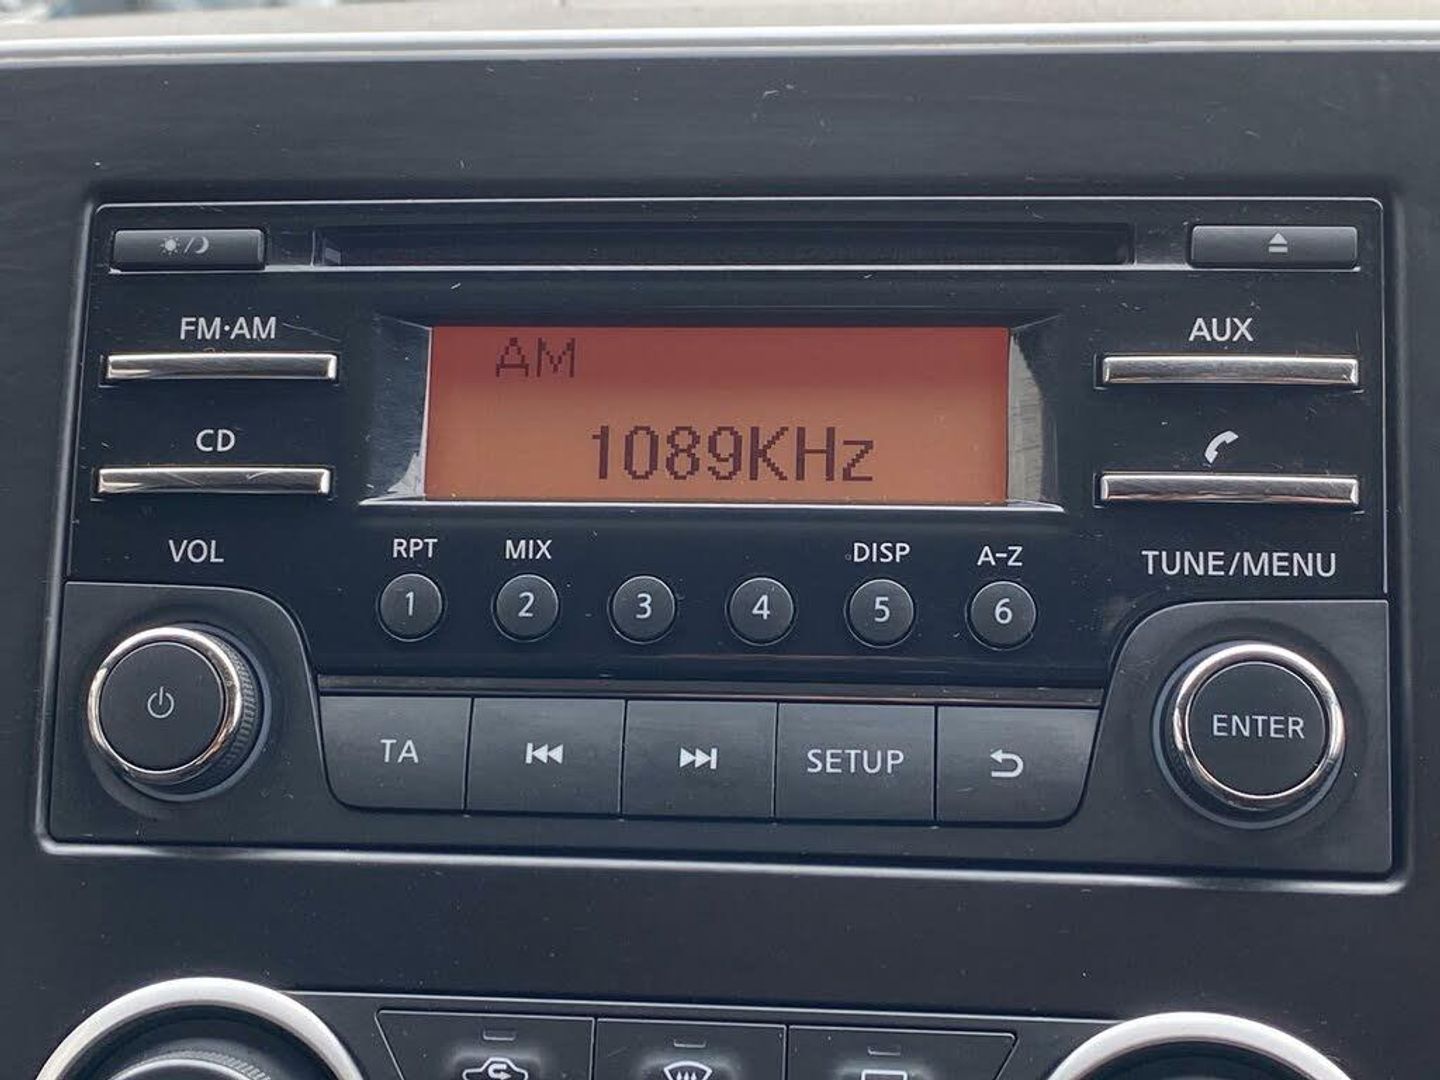 FM·AM
AUX
AM
1089KHz
CD
VOL
RPT
MIX
DISP
A-Z
TUNE/MENU
1
2
3
4
5
6
TA
SETUP
ENTER